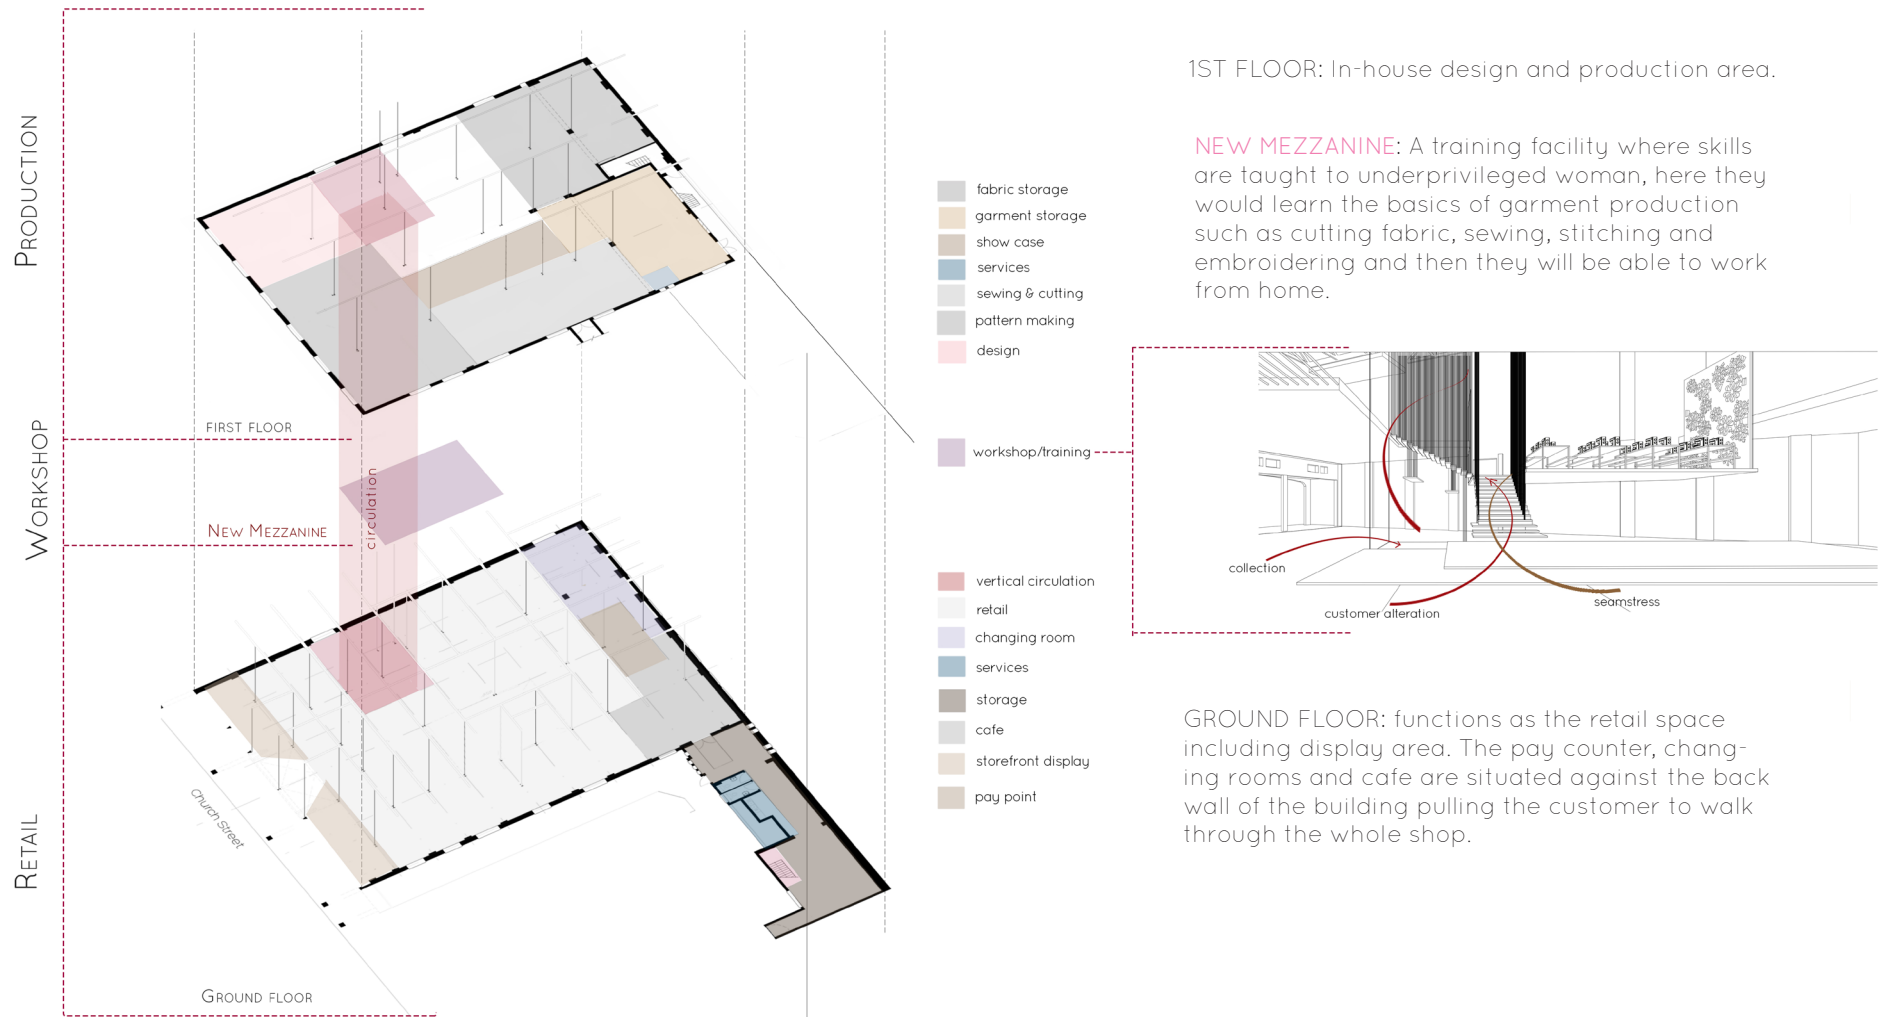 PRODUCTION
WORKSHOP
RETAIL
FIRST FLOOR
NEW MEZZANINE
circulation
Church Street
GROUND FLOOR
fabric storage
garment storage
show case
services
sewing & cutting
pattern making
design
workshop/training
vertical circulation
retail
changing room
services
storage
cafe
storefront display
pay point
1ST FLOOR: In-house design and production area.
NEW MEZZANINE: A training facility where skills
are taught to underprivileged woman, here they
would learn the basics of garment production
such as cutting fabric, sewing, stitching and
embroidering and then they will be able to work
from home.
collection
customer alteration
seamstress
GROUND FLOOR: functions as the retail space
including display area. The pay counter, chang-
ing rooms and cafe are situated against the back
wall of the building pulling the customer to walk
through the whole shop.